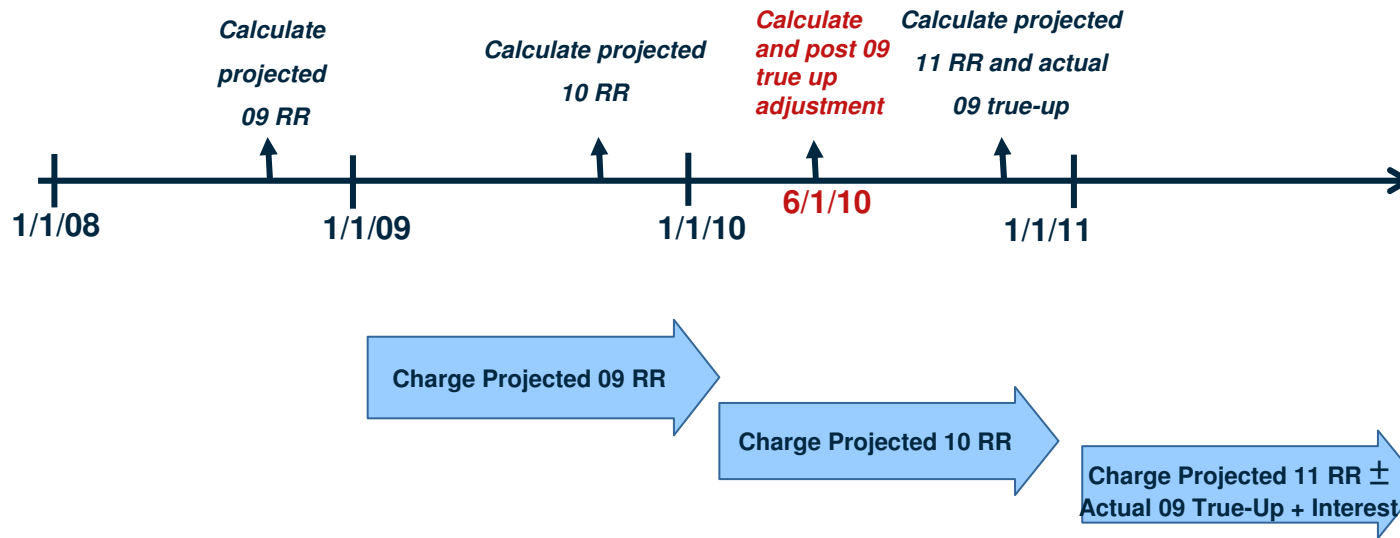 Calculate
projected
09 RR
Calculate projected
10 RR
Calculate
and post 09
true up
adjustment
Calculate projected
11 RR and actual
09 true-up
1/1/08
1/1/09
1/1/10
6/1/10
1/1/11
Charge Projected 09 RR
Charge Projected 10 RR
Charge Projected 11 RR ±
Actual 09 True-Up + Interest